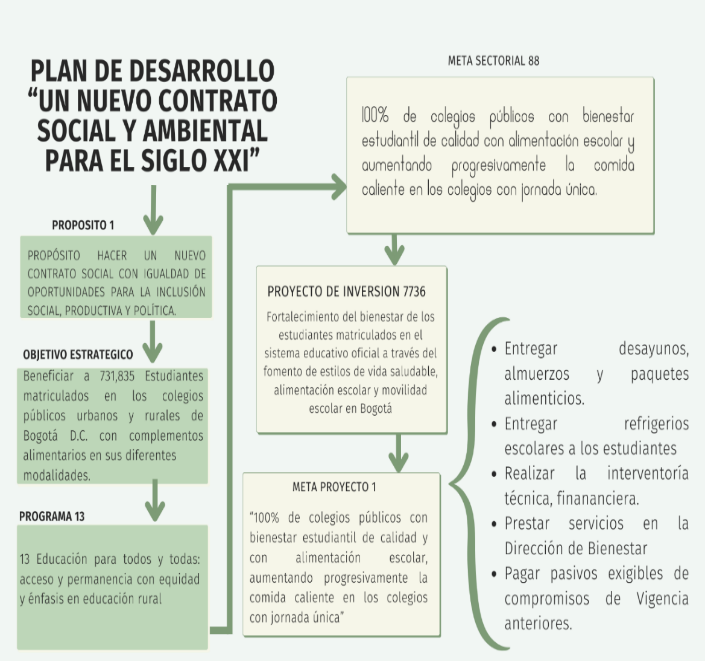 PLAN DE DESARROLLO
“UN NUEVO CONTRATO
SOCIAL Y AMBIENTAL
PARA EL SIGLO XXI”
PROPOSITO 1
PROPÓSITO HACER UN NUEVO
CONTRATO SOCIAL CON IGUALDAD DE
OPORTUNIDADES PARA LA INCLUSIÓN
SOCIAL, PRODUCTIVA Y POLÍTICA.
OBJETIVO ESTRATEGICO
Beneficiar a 731,835 Estudiantes
matriculados en los colegios
públicos urbanos y rurales de
Bogotá D.C. con complementos
alimentarios en sus diferentes
modalidades.
PROGRAMA 13
13 Educación para todos y todas:
acceso y permanencia con equidad
y énfasis en educación rural
META SECTORIAL 88
100% de colegios públicos con bienestar
estudiantil de calidad con alimentación escolar y
aumentando progresivamente la comida
caliente en los colegios con jornada única.
PROYECTO DE INVERSION 7736
Fortalecimiento del bienestar de los
estudiantes matriculados en el
sistema educativo oficial a través del
fomento de estilos de vida saludable,
alimentación escolar y movilidad
escolar en Bogotá
META PROYECTO 1
“100% de colegios públicos con
bienestar estudiantil de calidad y
con alimentación escolar,
aumentando progresivamente la
comida caliente en los colegios
con jornada única”
• Entregar desayunos,
almuerzos y paquetes
alimenticios.
• Entregar refrigerios
escolares a los estudiantes
• Realizar la interventoría
técnica, finananciera.
• Prestar servicios en la
Dirección de Bienestar
• Pagar pasivos exigibles de
compromisos de Vigencia
anteriores.